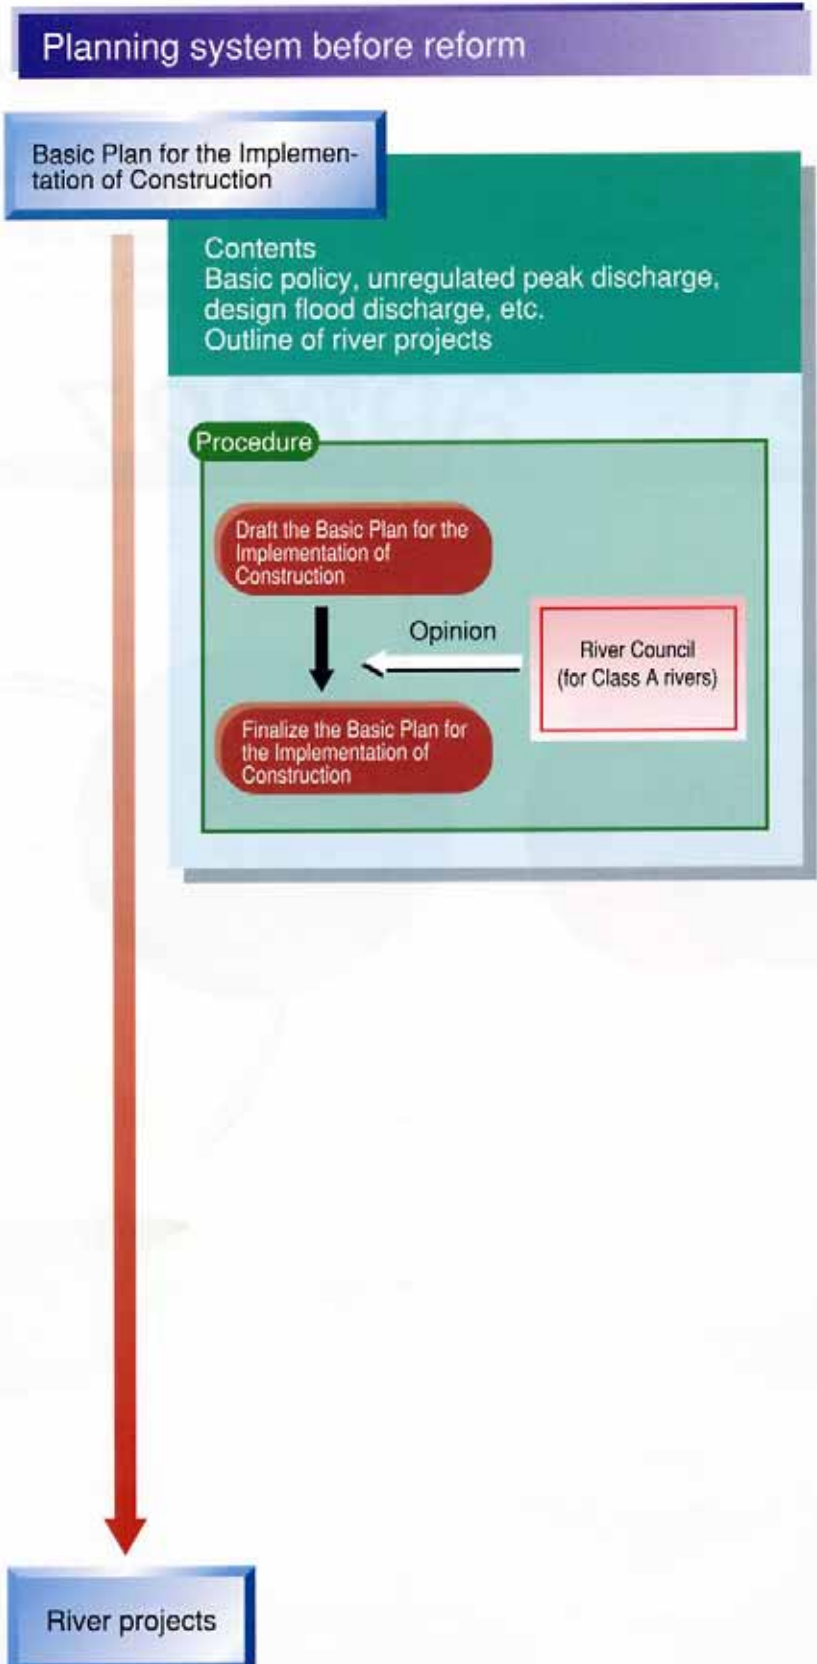 Planning system before reform
Basic Plan for the Implemen-
tation of Construction
Contents
Basic policy, unregulated peak discharge,
design flood discharge, etc.
Outline of river projects
Procedure
Draft the Basic Plan for the
Implementation of
Construction
Opinion
River Council
(for Class A rivers)
Finalize the Basic Plan for
the Implementation of
Construction
River projects